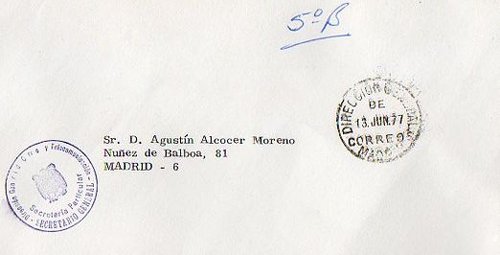 5º B
DIRECCION GENERAL
DE
13.JUN.77
CORREOS
MADRID
Sr. D. Agustín Alcocer Moreno
Nuñez de Balboa, 81
MADRID - 6
Secretaría Particular
SECRETARIO GENERAL